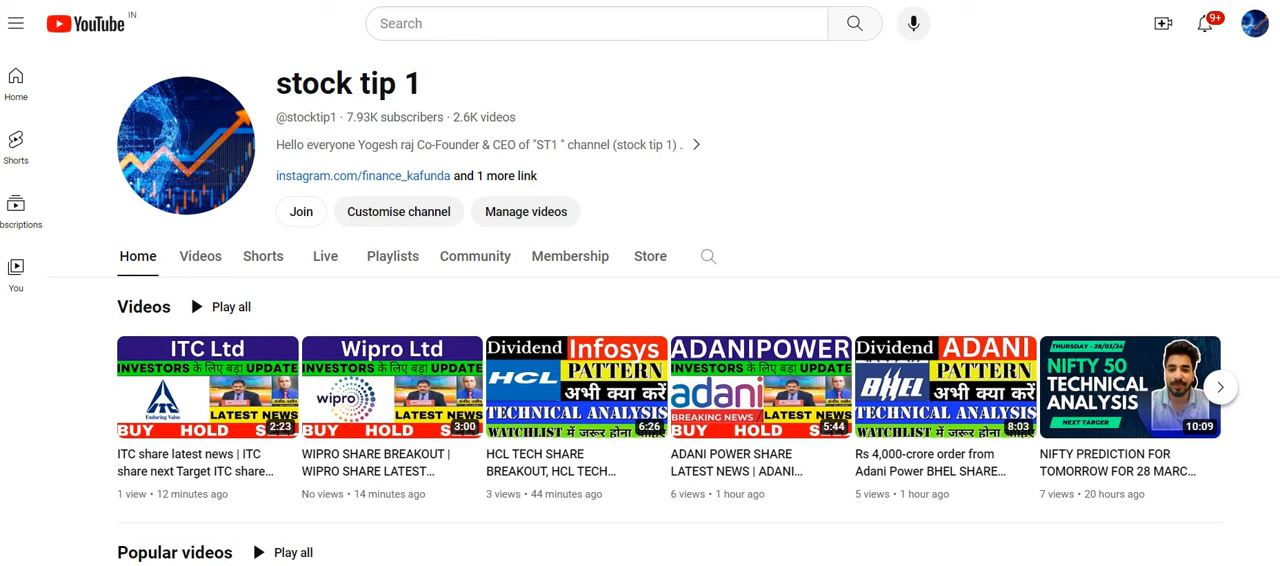 YouTube IN
Search
9+
Home
Shorts
bscriptions
You
stock tip 1
@stocktip1 · 7.93K subscribers · 2.6K videos
Hello everyone Yogesh raj Co-Founder & CEO of "ST1 " channel (stock tip 1) .
instagram.com/finance_kafunda and 1 more link
Join Customise channel Manage videos
Home Videos Shorts Live Playlists Community Membership Store
Videos Play all
ITC Ltd
INVESTORS के लिए बड़ा UPDATE
Enduring Value
LATEST NEWS
BUY HOLD S
2:23
ITC share latest news | ITC
share next Target ITC share...
1 view • 12 minutes ago
Wipro Ltd
INVESTORS के लिए बड़ा UPDATE
wipro
LATEST NEWS
BUY HOLD
3:00
WIPRO SHARE BREAKOUT |
WIPRO SHARE LATEST...
No views • 14 minutes ago
Dividend Infosys
HCL PATTERN
अभी क्या करें
TECHNICAL ANALYSIS
WATCHLIST में जरूर होना
6:26
HCL TECH SHARE
BREAKOUT, HCL TECH...
3 views • 44 minutes ago
ADANIPOWER
INVESTORS के लिए बड़ा UPDATE
adani
BREAKING NEWS LATEST NEWS
BUY HOLD
5:44
ADANI POWER SHARE
LATEST NEWS | ADANI...
6 views • 1 hour ago
Dividend ADANI
BHEL PATTERN
अभी क्या करें
TECHNICAL ANALYSIS
WATCHLIST में जरूर होना
8:03
Rs 4,000-crore order from
Adani Power BHEL SHARE...
5 views • 1 hour ago
THURSDAY - 28/03/24
NIFTY 50
TECHNICAL
ANALYSIS
NEXT TARGER
10:09
NIFTY PREDICTION FOR
TOMORROW FOR 28 MARC...
7 views • 20 hours ago
Popular videos Play all